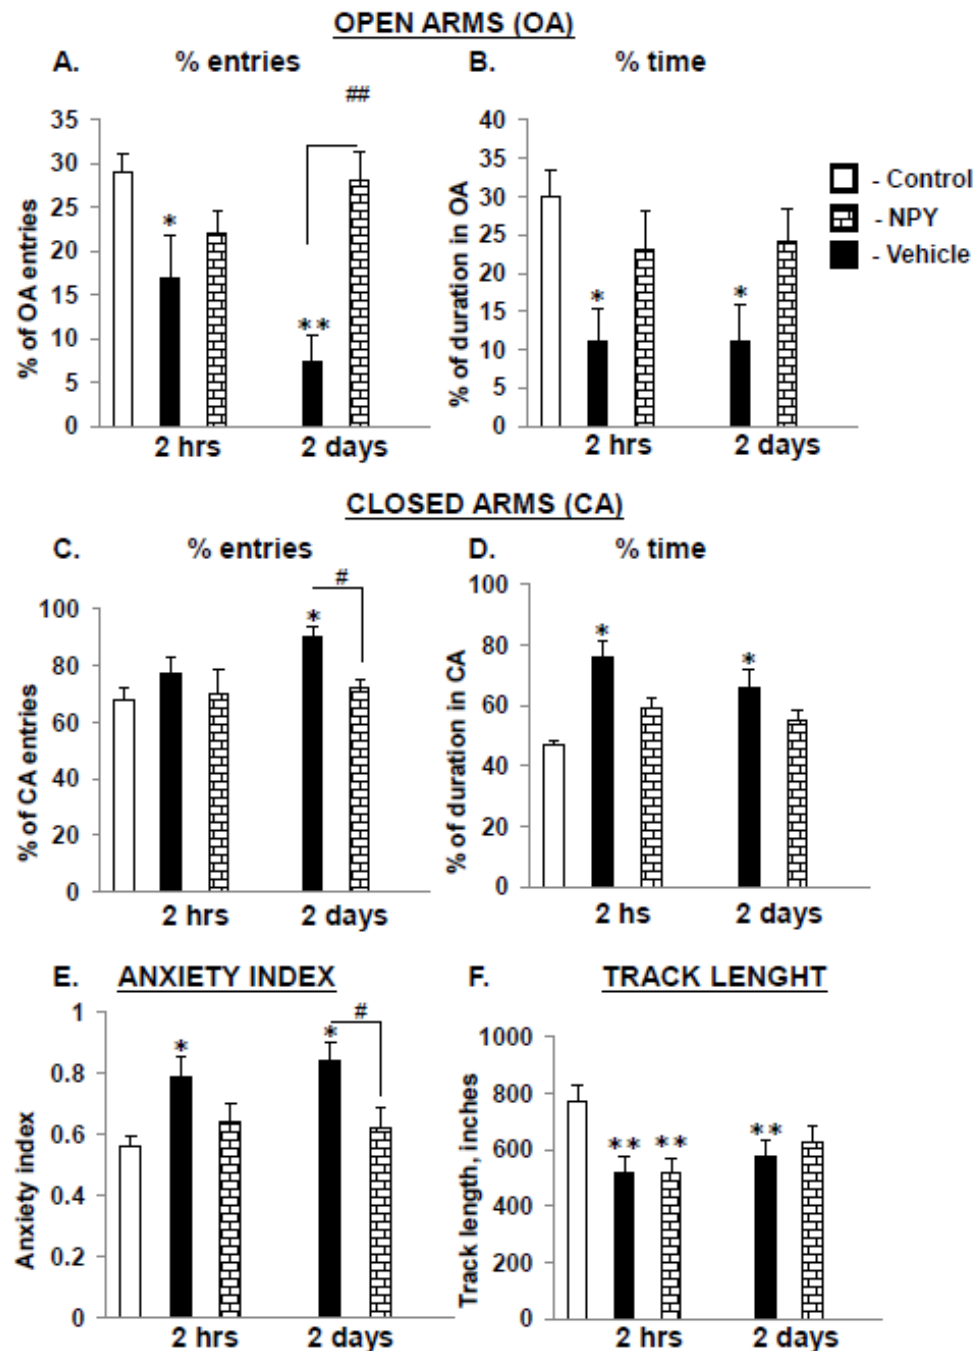 OPEN ARMS (OA)
A. % entries
B. % time
##
% of OA entries
35
30
25
20
15
10
5
0
*
**
2 hrs 2 days
% of duration in OA
40
35
30
25
20
15
10
5
0
*
*
2 hrs 2 days
- Control
- NPY
- Vehicle
CLOSED ARMS (CA)
C. % entries
D. % time
% of CA entries
100
80
60
40
20
0
*
#
2 hrs 2 days
% of duration in CA
100
80
60
40
20
0
*
*
2 hs 2 days
E. ANXIETY INDEX
F. TRACK LENGHT
Anxiety index
1
0.8
0.6
0.4
0.2
0
*
*
#
2 hrs 2 days
Track length, inches
1000
800
600
400
200
0
** **
**
2 hrs 2 days